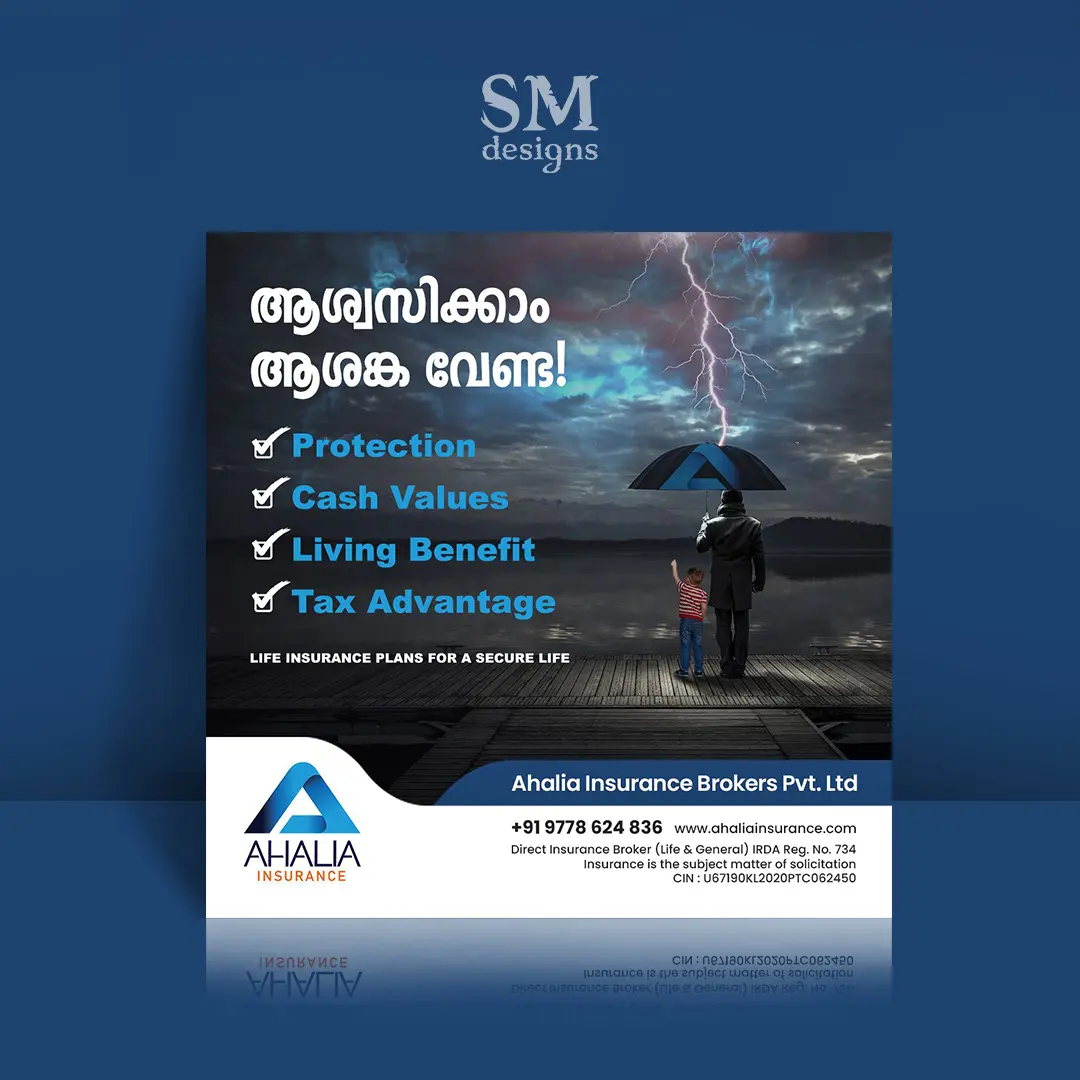 SM
designs
ആശ്വസിക്കാം
ആശങ്ക വേണ്ട!
Protection
Cash Values
Living Benefit
Tax Advantage
LIFE INSURANCE PLANS FOR A SECURE LIFE
Ahalia Insurance Brokers Pvt. Ltd
AHALIA
INSURANCE
+91 9778 624 836 www.ahaliainsurance.com
Direct Insurance Broker (Life & General) IRDA Reg. No. 734
Insurance is the subject matter of solicitation
CIN : U67190KL2020PTC062450